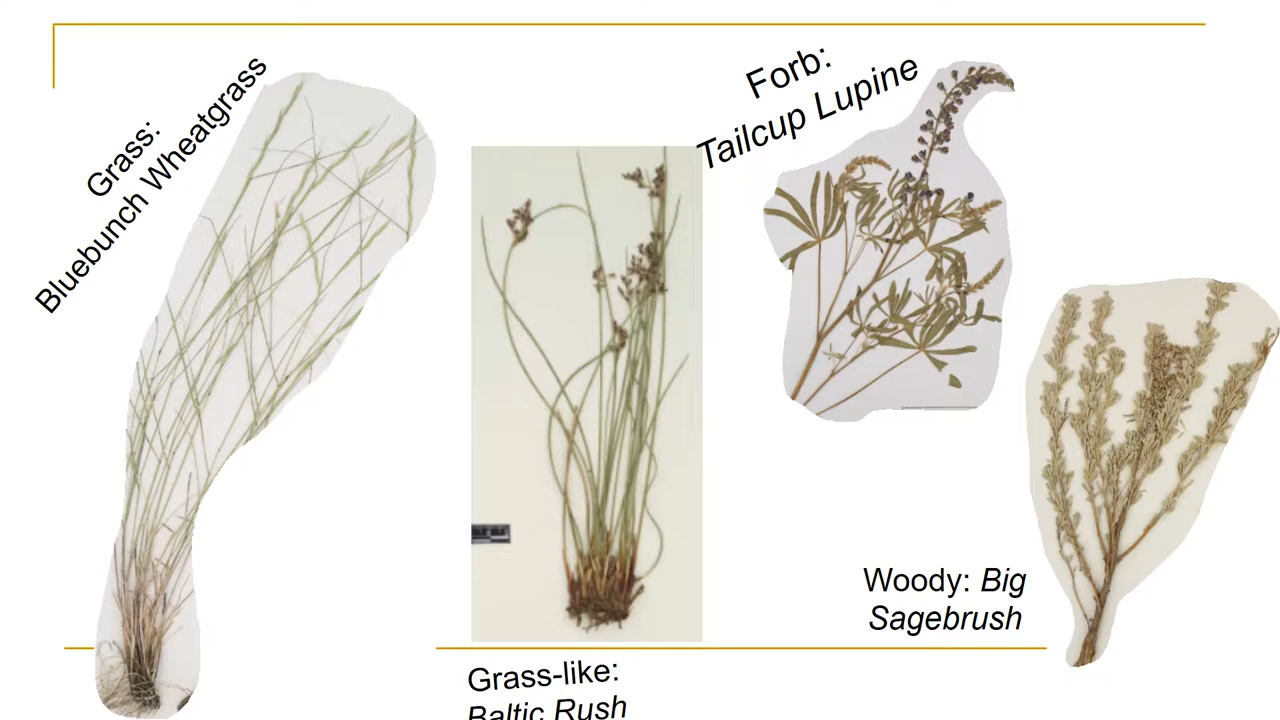 Grass:
Bluebunch Wheatgrass
Forb:
Tailcup Lupine
Woody: Big
Sagebrush
Grass-like:
Baltic Rush